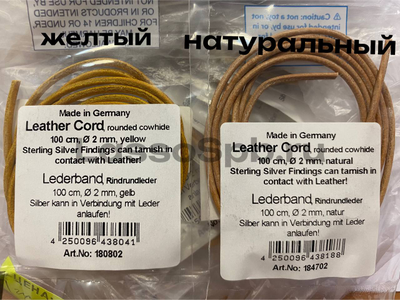 желтый
Made in Germany
Leather Cord, rounded cowhide
100 cm, Ø 2 mm, yellow
Sterling Silver Findings can tarnish in
contact with Leather!
Lederband, Rindrundleder
100 cm, Ø 2 mm, gelb
Silber kann in Verbindung mit Leder
anlaufen!
4 250096 438041
Art.No: 180802
ЦЕНА
натуральный
Made in Germany
Leather Cord, rounded cowhide
100 cm, Ø 2 mm, natural
Sterling Silver Findings can tarnish in
contact with Leather!
Lederband, Rindrundleder
100 cm, Ø 2 mm, natur
Silber kann in Verbindung mit Leder
anlaufen!
4 250096 438188
Art.No: 184702